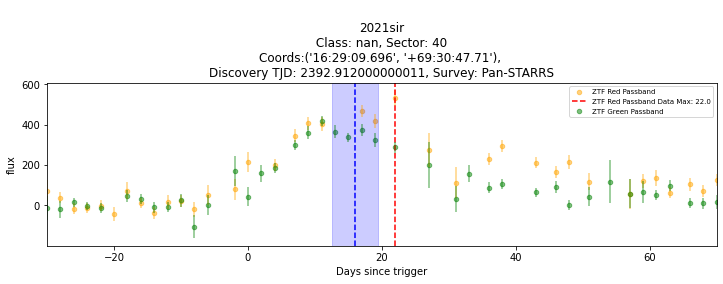 2021sir
Class: nan, Sector: 40
Coords:('16:29:09.696', '+69:30:47.71'),
Discovery TJD: 2392.912000000011, Survey: Pan-STARRS
ZTF Red Passband
ZTF Red Passband Data Max: 22.0
ZTF Green Passband
600
400
200
0
flux
−20
0
20
40
60
Days since trigger